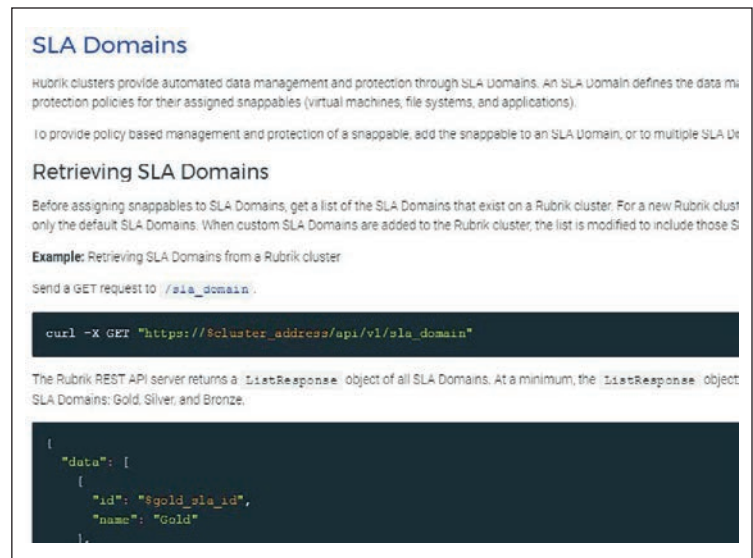 SLA Domains
Rubrik clusters provide automated data management and protection through SLA Domains. An SLA Domain defines the data
protection policies for their assigned snappables (virtual machines, file systems, and applications).
To provide policy based management and protection of a snappable, add the snappable to an SLA Domain, or to multiple SLA
Retrieving SLA Domains
Before assigning snappables to SLA Domains, get a list of the SLA Domains that exist on a Rubrik cluster. For a new Rubrik clust
only the default SLA Domains. When custom SLA Domains are added to the Rubrik cluster, the list is modified to include those S
Example: Retrieving SLA Domains from a Rubrik cluster
Send a GET request to /sla_domain .
curl -X GET "https://$cluster_address/api/v1/sla_domain"
The Rubrik REST API server returns a ListResponse object of all SLA Domains. At a minimum, the ListResponse object
SLA Domains: Gold, Silver, and Bronze.
{
"data": [
{
"id": "$gold_sla_id",
"name": "Gold"
},